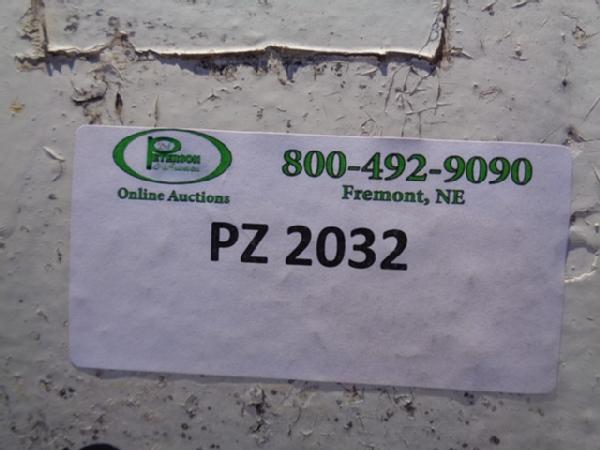 PETERSON
Online Auctions
800-492-9090
Fremont, NE
PZ 2032